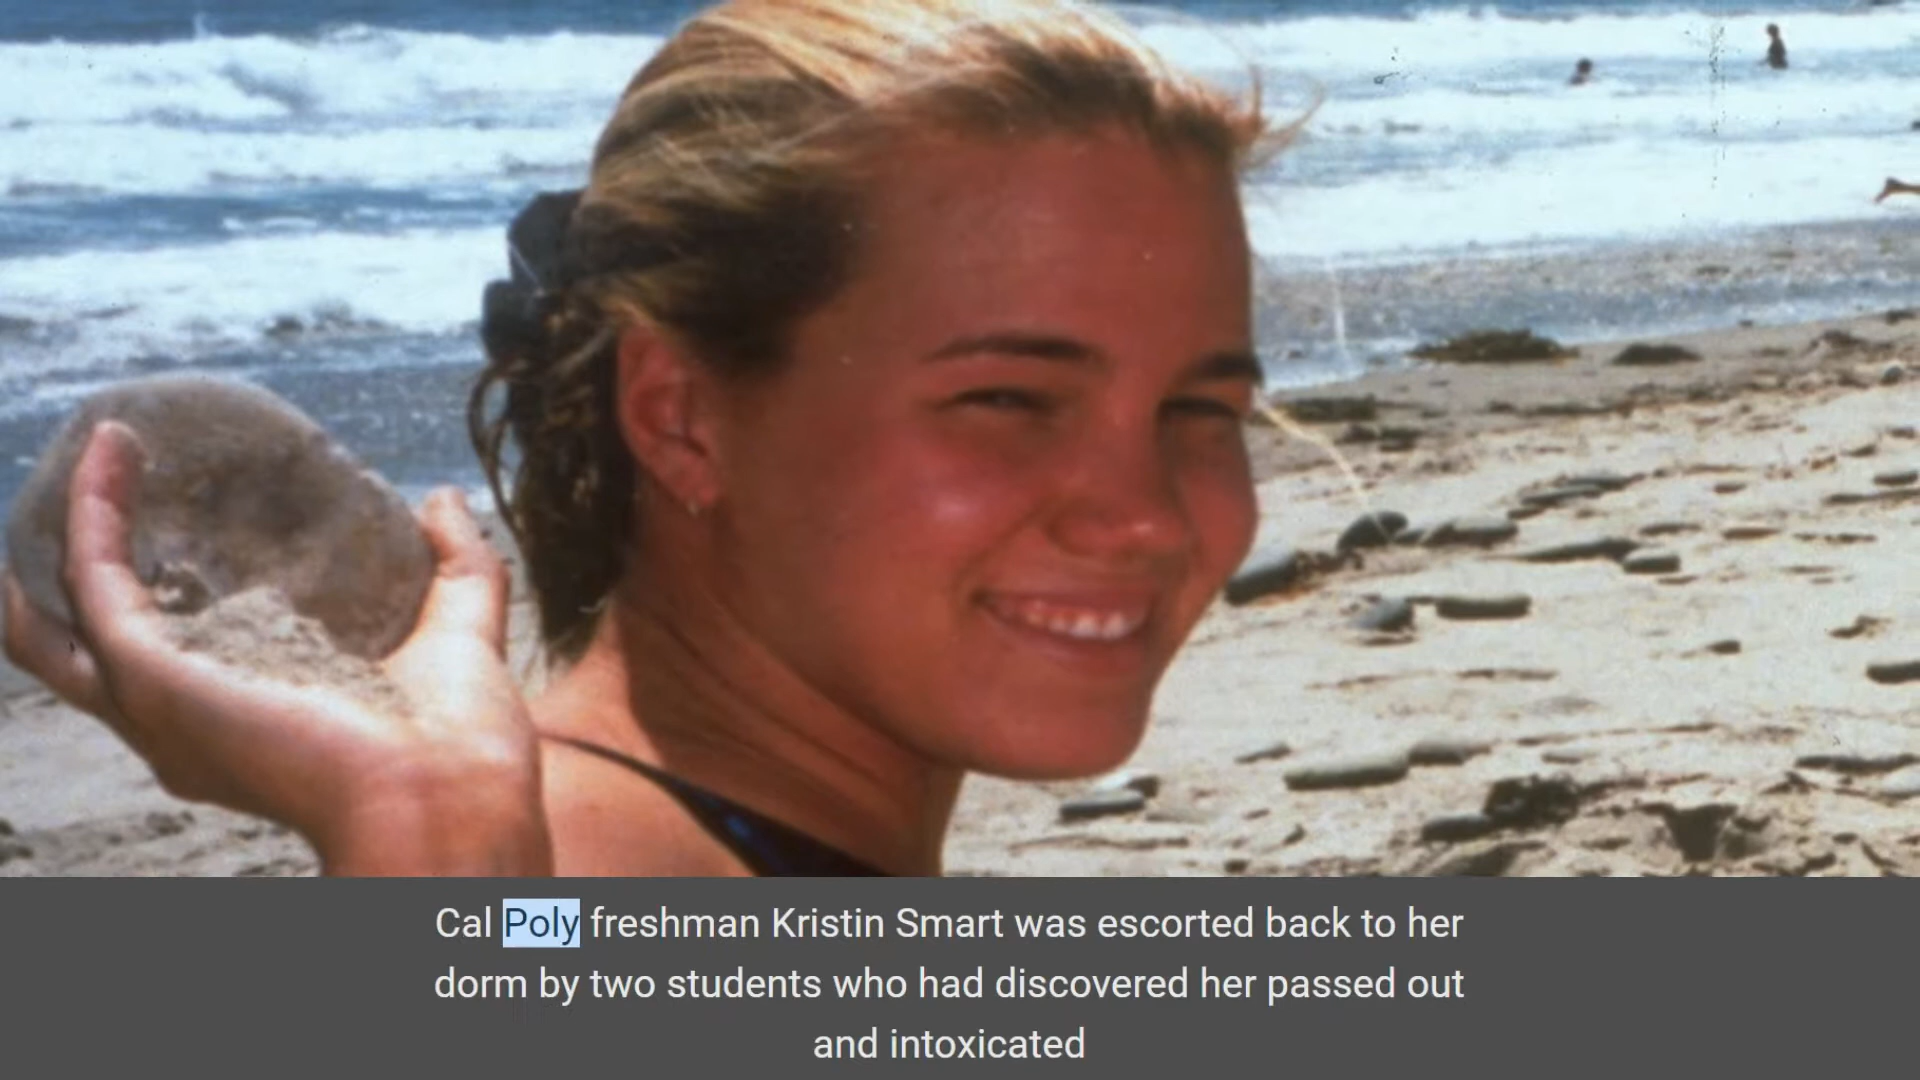 Cal Poly freshman Kristin Smart was escorted back to her
dorm by two students who had discovered her passed out
and intoxicated